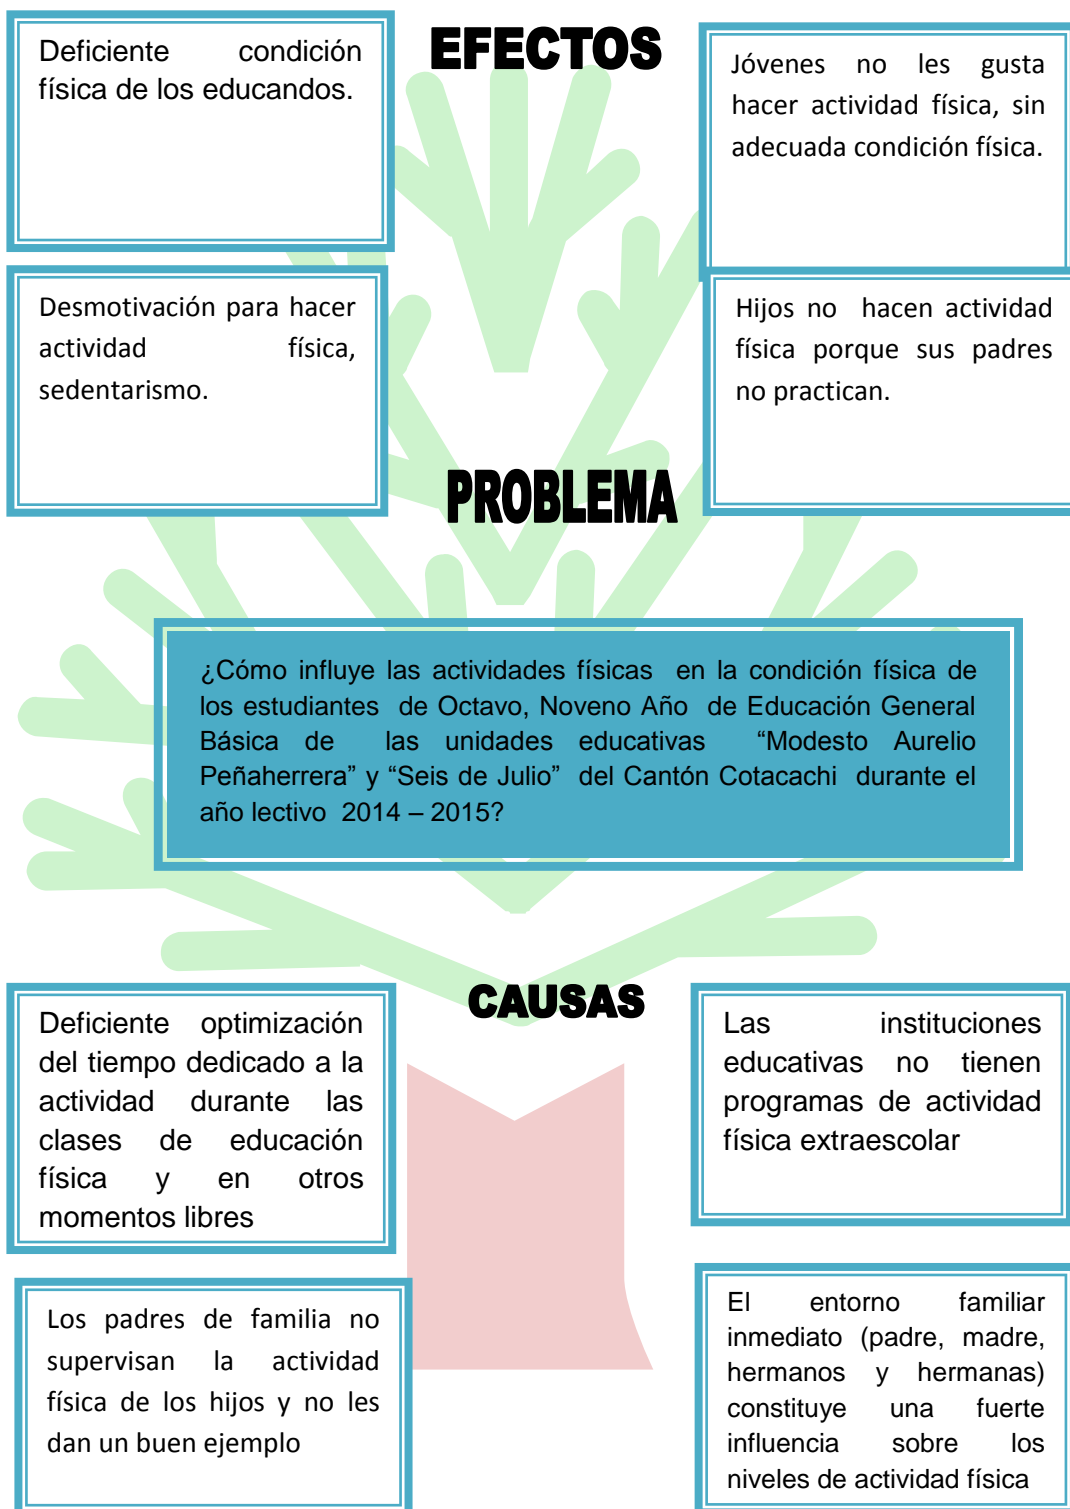 EFECTOS
Deficiente condición
física de los educandos.
Jóvenes no les gusta
hacer actividad física, sin
adecuada condición física.
Desmotivación para hacer
actividad física,
sedentarismo.
Hijos no hacen actividad
física porque sus padres
no practican.
PROBLEMA
¿Cómo influye las actividades físicas en la condición física de
los estudiantes de Octavo, Noveno Año de Educación General
Básica de las unidades educativas “Modesto Aurelio
Peñaherrera” y “Seis de Julio” del Cantón Cotacachi durante el
año lectivo 2014 – 2015?
CAUSAS
Deficiente optimización
del tiempo dedicado a la
actividad durante las
clases de educación
física y en otros
momentos libres
Las instituciones
educativas no tienen
programas de actividad
física extraescolar
Los padres de familia no
supervisan la actividad
física de los hijos y no les
dan un buen ejemplo
El entorno familiar
inmediato (padre, madre,
hermanos y hermanas)
constituye una fuerte
influencia sobre los
niveles de actividad física